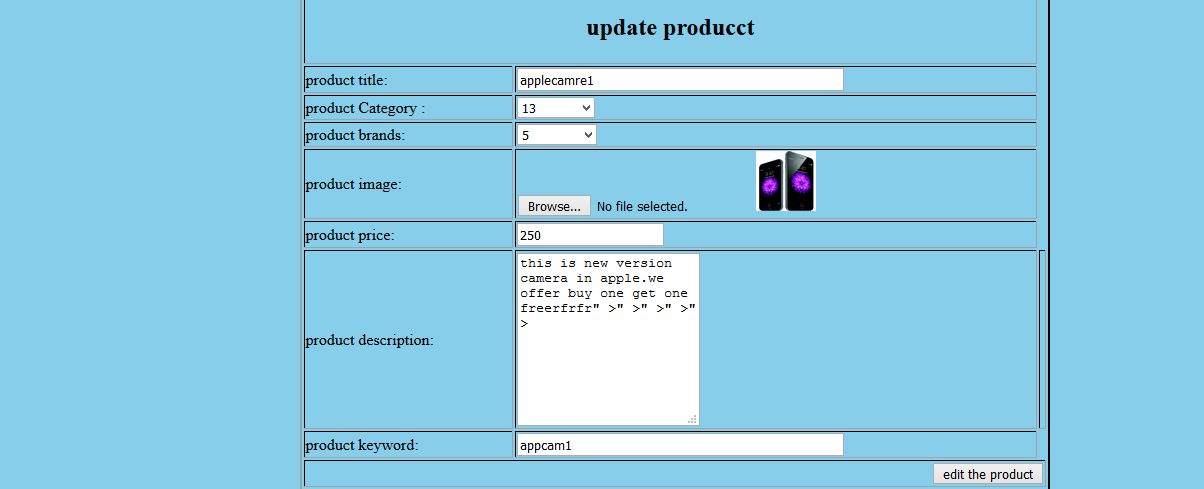 update producct
product title:
applecamre1
product Category :
13
product brands:
5
product image:
Browse... No file selected.
product price:
250
product description:
this is new version
camera in apple.we
offer buy one get one
freerfrfr" >" >" >" >"
>
product keyword:
appcam1
edit the product